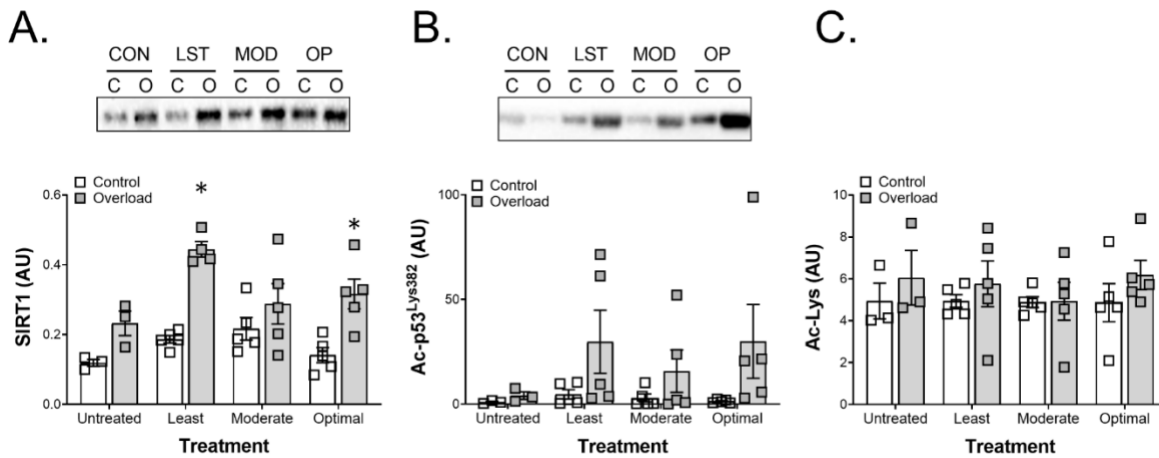 A.
CON LST MOD OP
C O C O C O C O
Control
Overload
*
*
0.6
0.4
0.2
0.0
SIRT1 (AU)
Untreated Least Moderate Optimal
Treatment
B.
CON LST MOD OP
C O C O C O C O
Control
Overload
100
50
0
Ac-p53^Lys382 (AU)
Untreated Least Moderate Optimal
Treatment
C.
Control
Overload
10
8
6
4
2
0
Ac-Lys (AU)
Untreated Least Moderate Optimal
Treatment